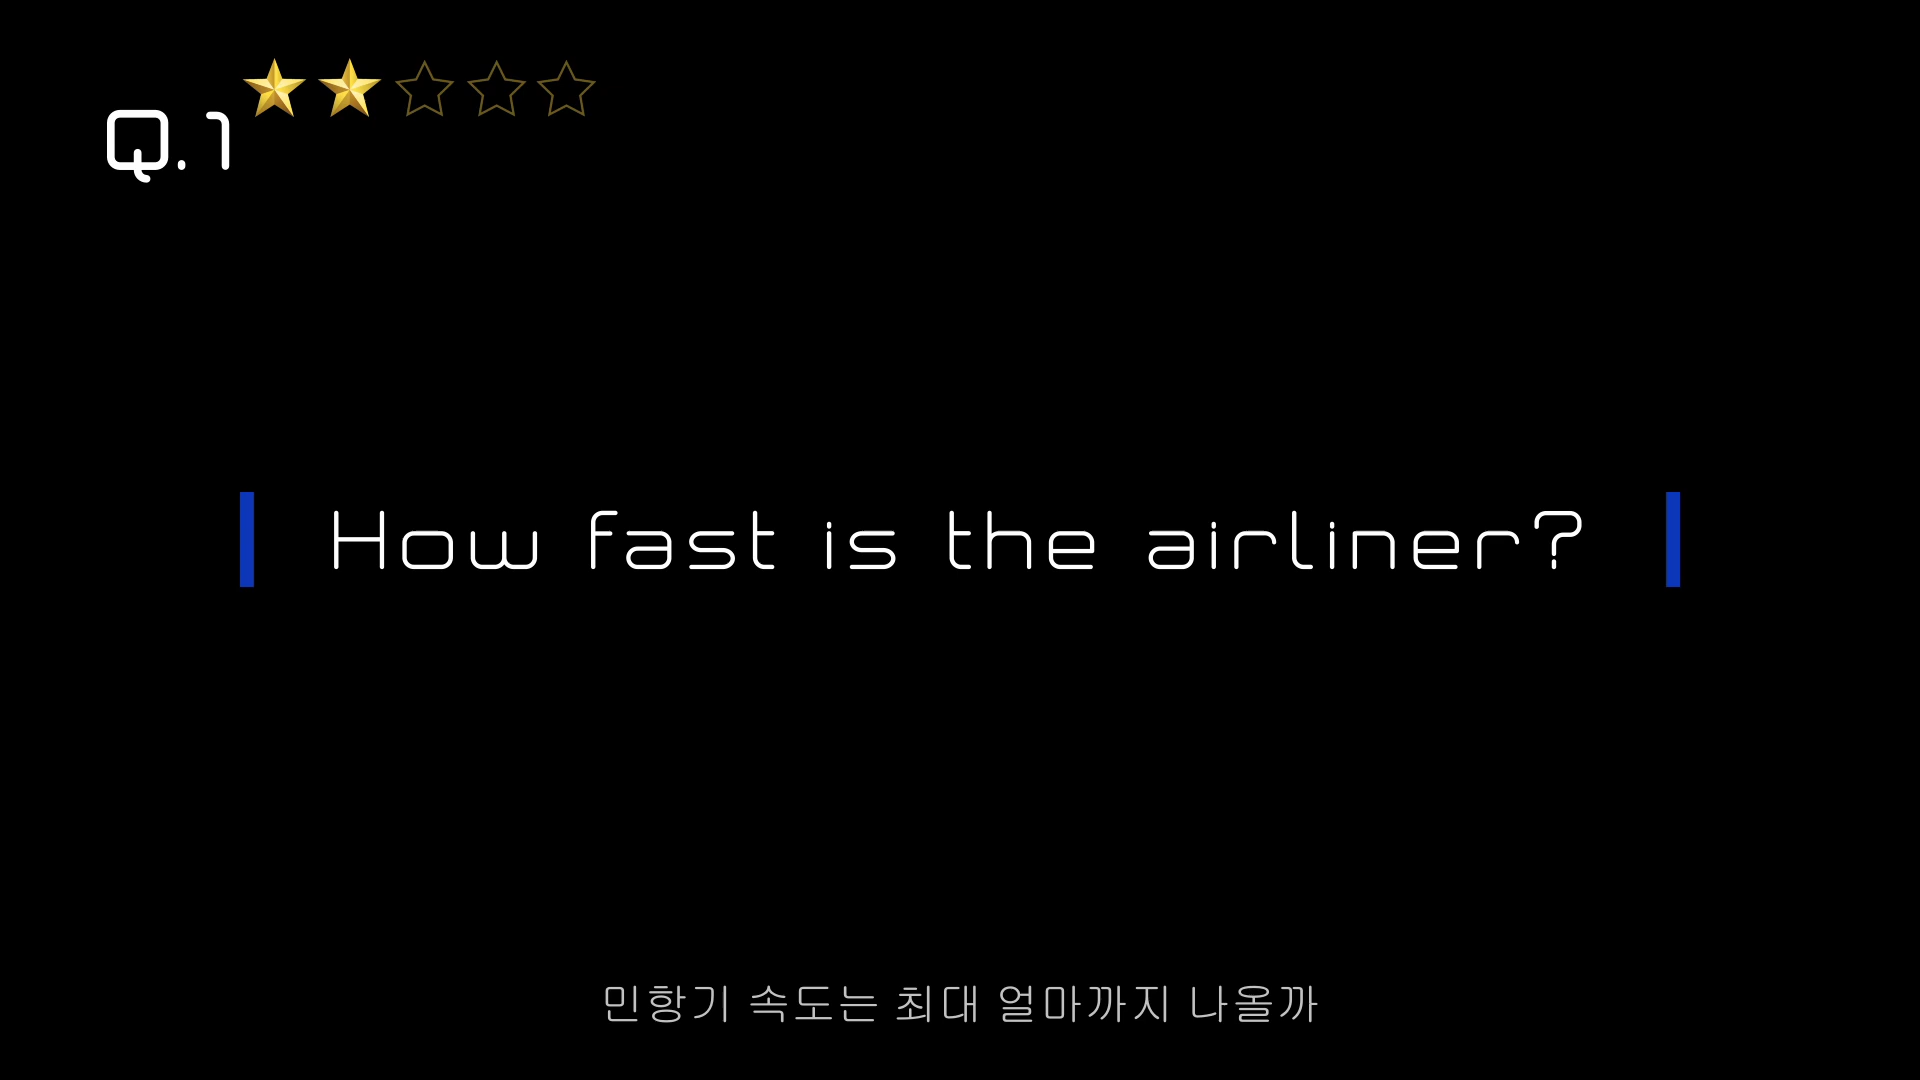 Q.1
How fast is the airliner?
민항기 속도는 최대 얼마까지 나올까